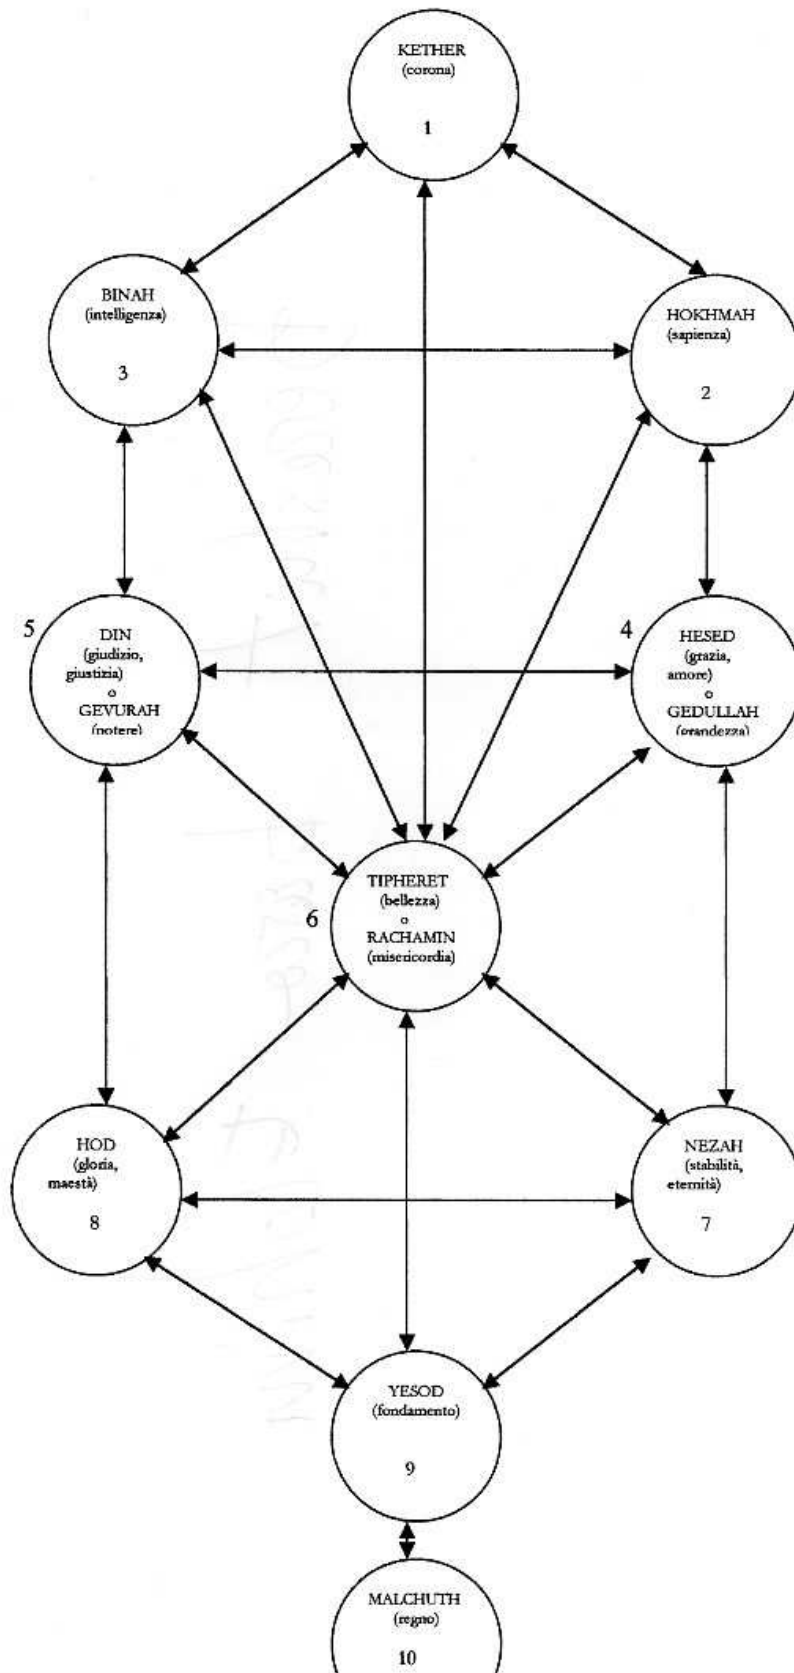 KETHER
(corona)
1
BINAH
(intelligenza)
3
HOKHMAH
(sapienza)
2
5
DIN
(giudizio,
giustizia)
o
GEVURAH
(potere)
4
HESED
(grazia,
amore)
o
GEDULLAH
(grandezza)
6
TIPHERET
(bellezza)
o
RACHAMIN
(misericordia)
HOD
(gloria,
maestà)
8
NEZAH
(stabilità,
eternità)
7
YESOD
(fondamento)
9
MALCHUTH
(regno)
10